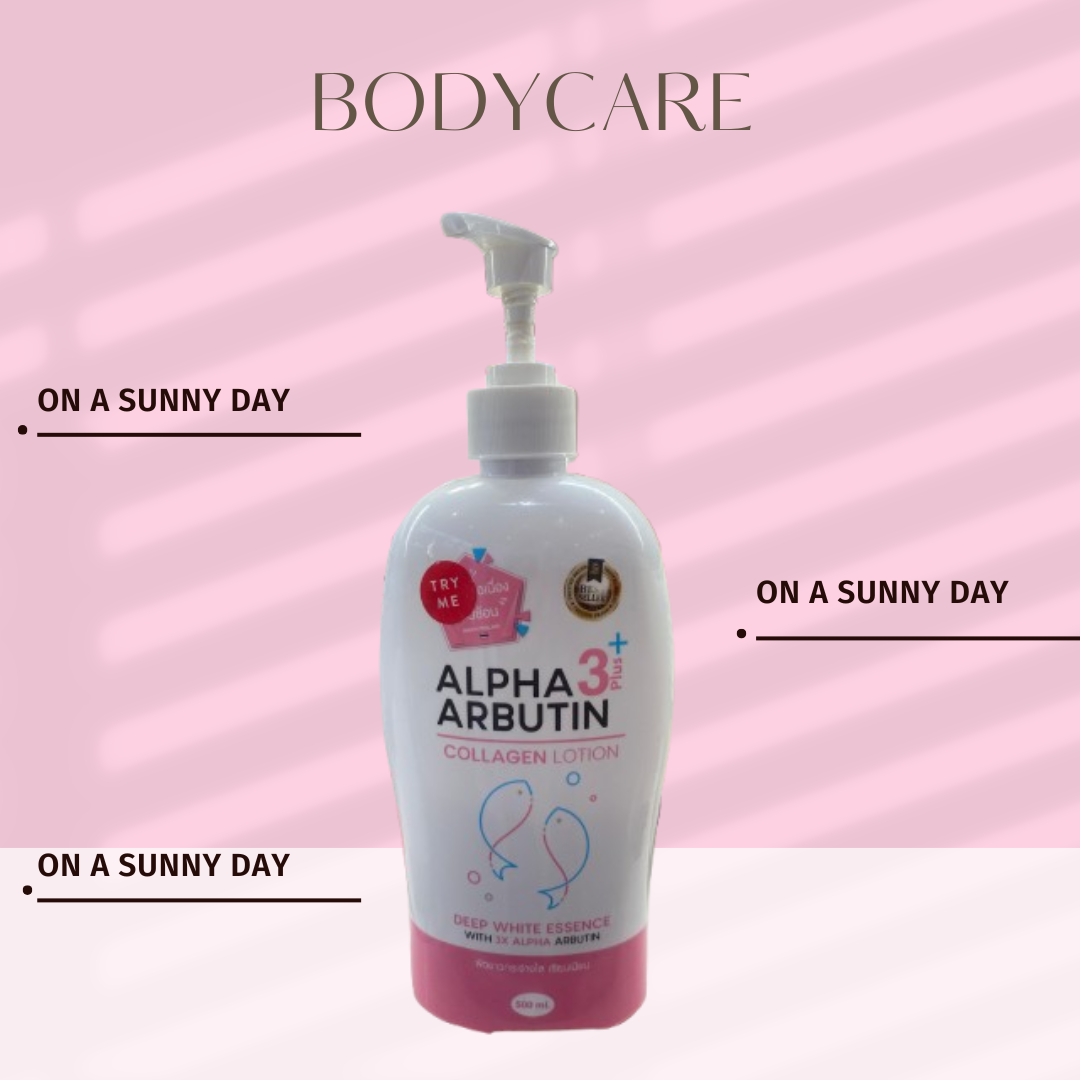 BODYCARE
ON A SUNNY DAY
ON A SUNNY DAY
TRY
ME
ALPHA 3 Plus+
ARBUTIN
COLLAGEN LOTION
ON A SUNNY DAY
DEEP WHITE ESSENCE
WITH 3X ALPHA ARBUTIN
500 ml.